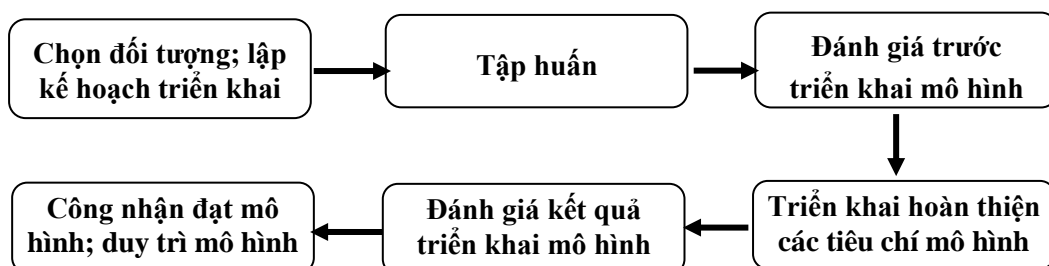 Chọn đối tượng; lập
kế hoạch triển khai
Tập huấn
Đánh giá trước
triển khai mô hình
Triển khai hoàn thiện
các tiêu chí mô hình
Đánh giá kết quả
triển khai mô hình
Công nhận đạt mô
hình; duy trì mô hình